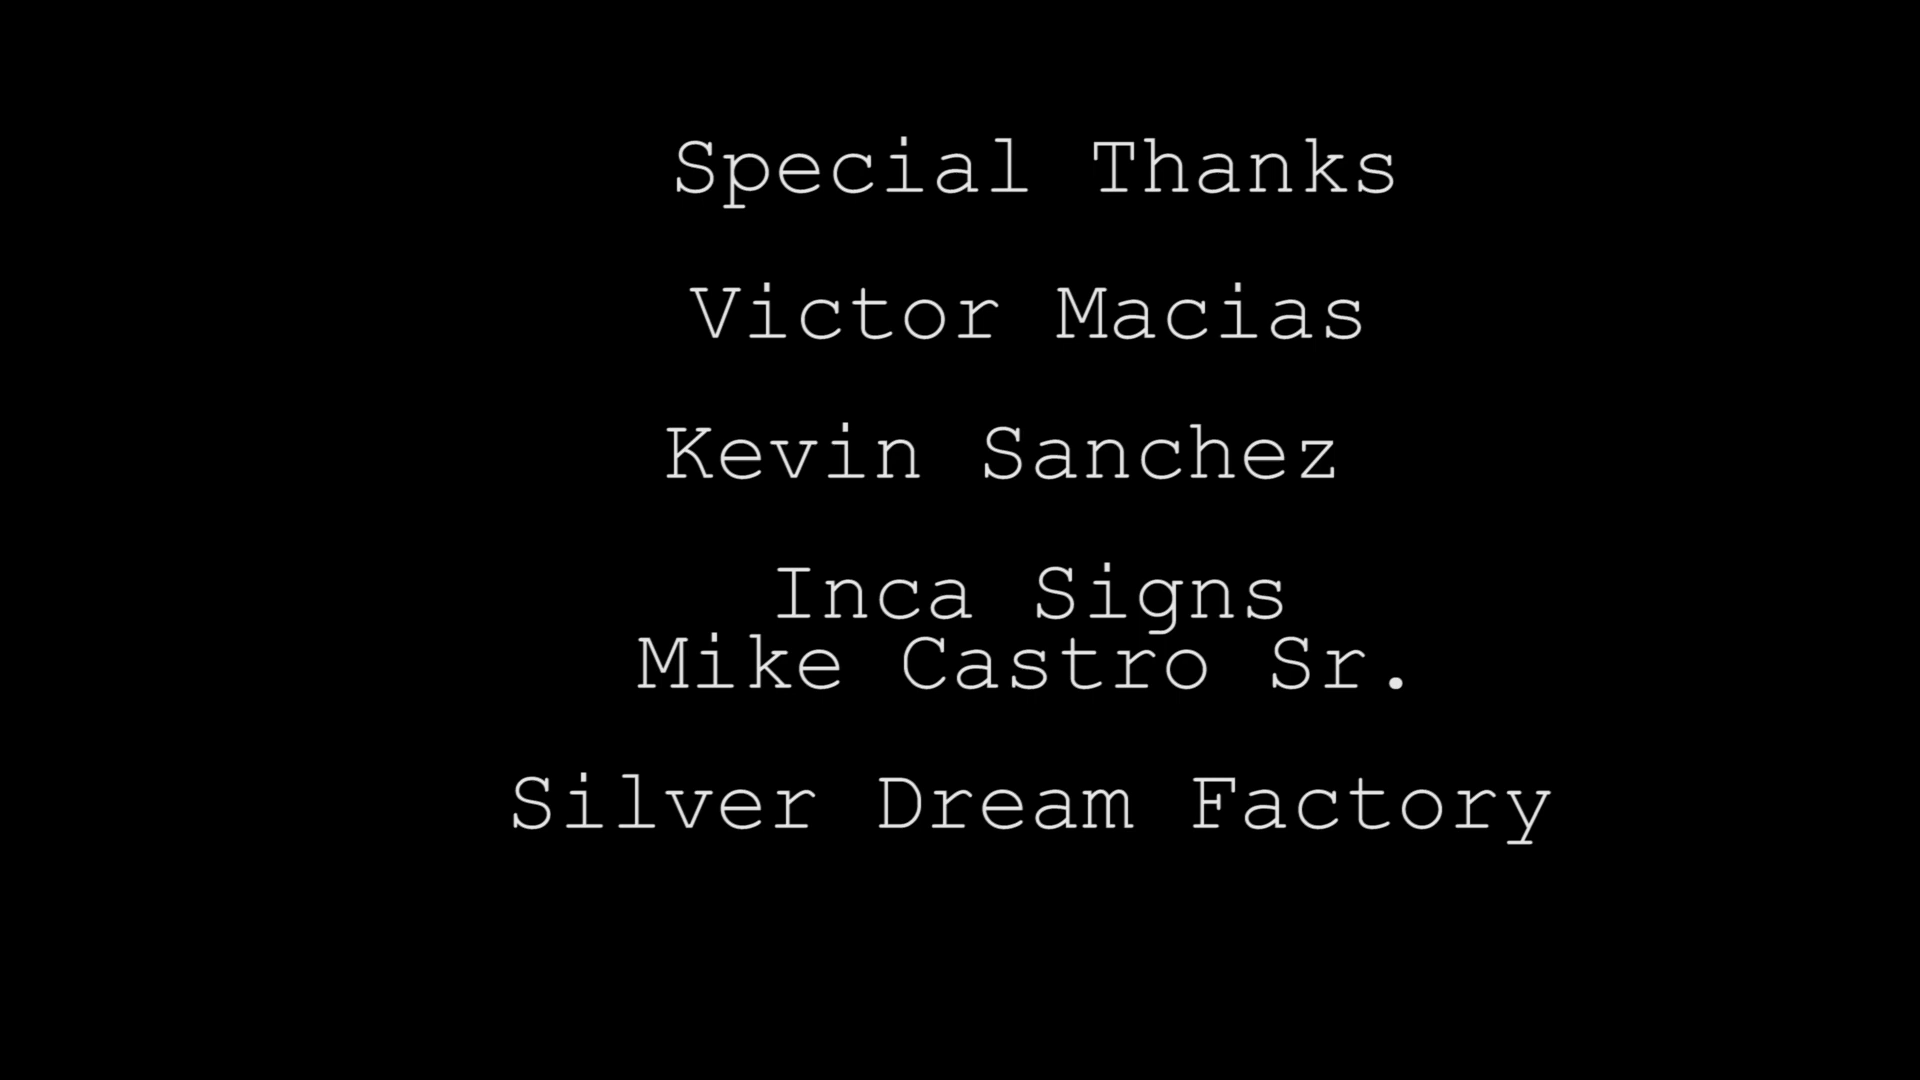 Special Thanks
Victor Macias
Kevin Sanchez
Inca Signs
Mike Castro Sr.
Silver Dream Factory